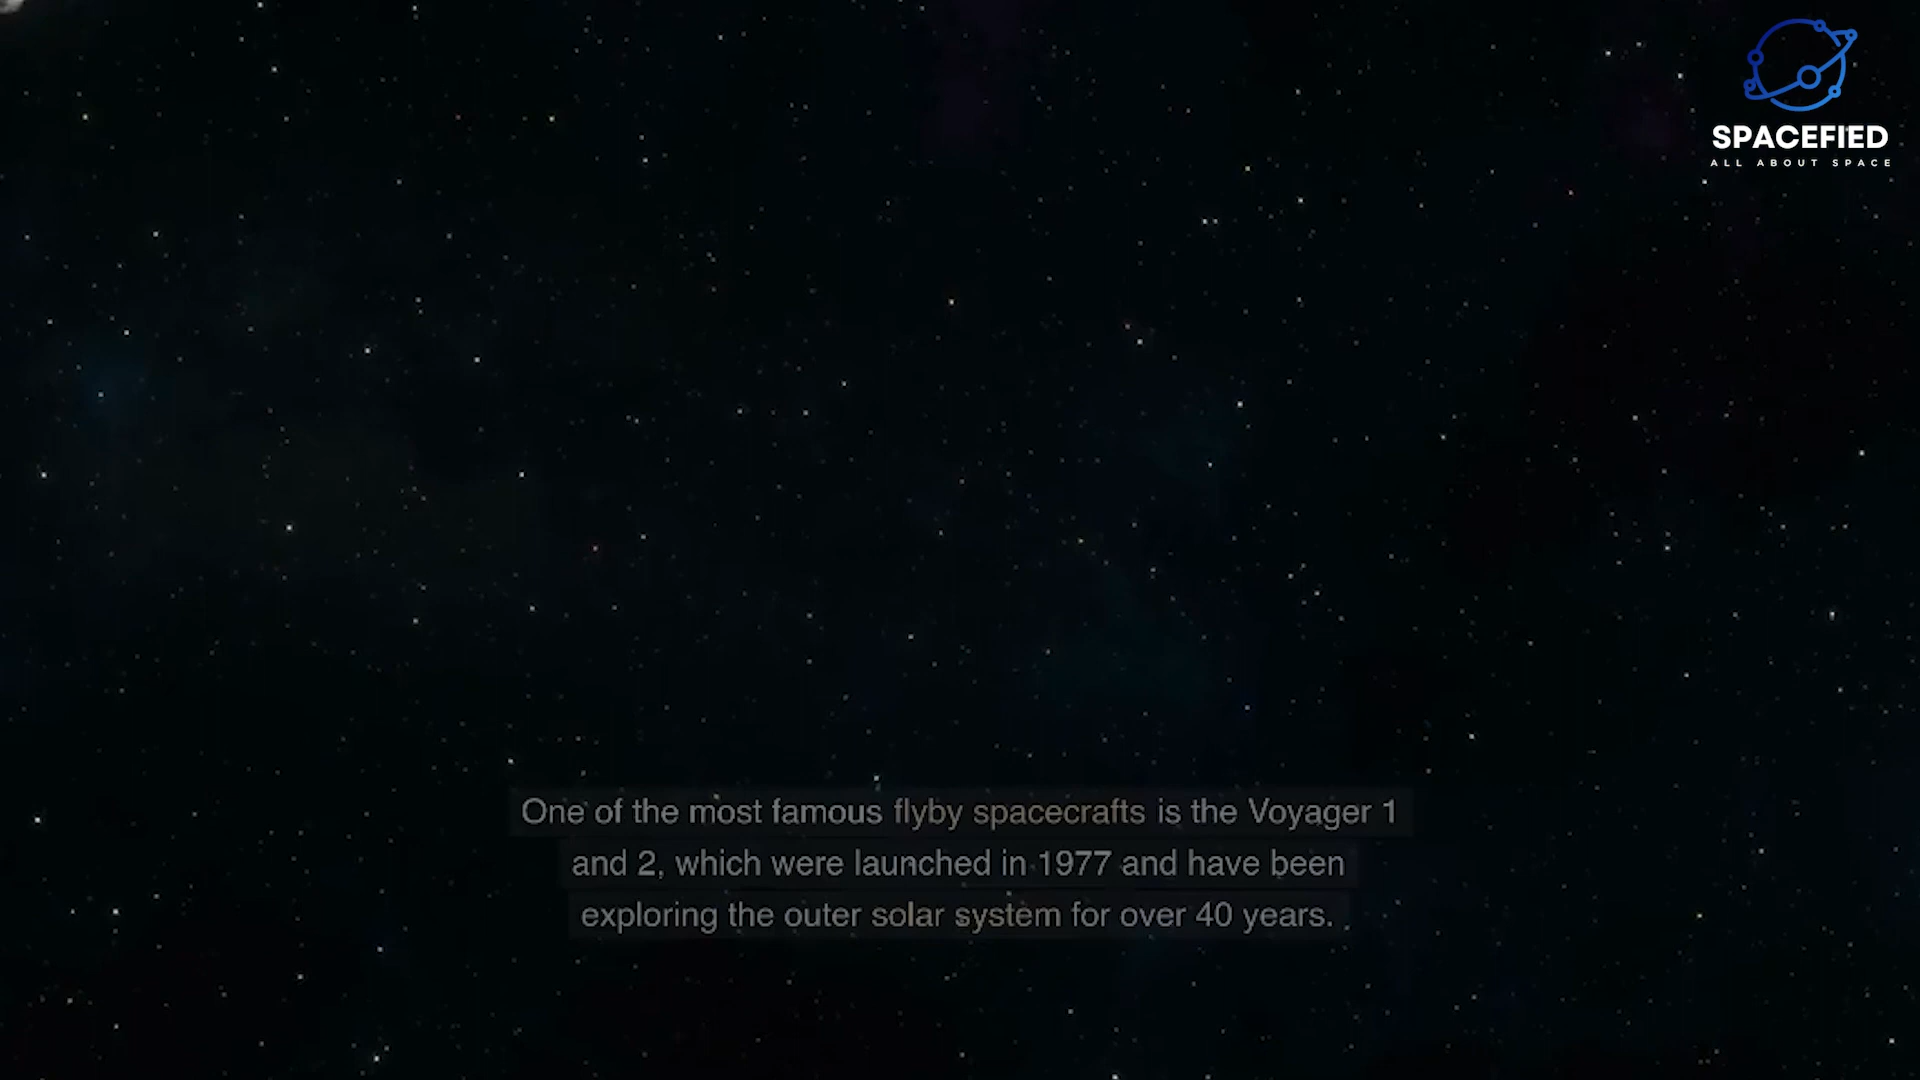 SPACEFIED
ALL ABOUT SPACE
One of the most famous flyby spacecrafts is the Voyager 1
and 2, which were launched in 1977 and have been
exploring the outer solar system for over 40 years.